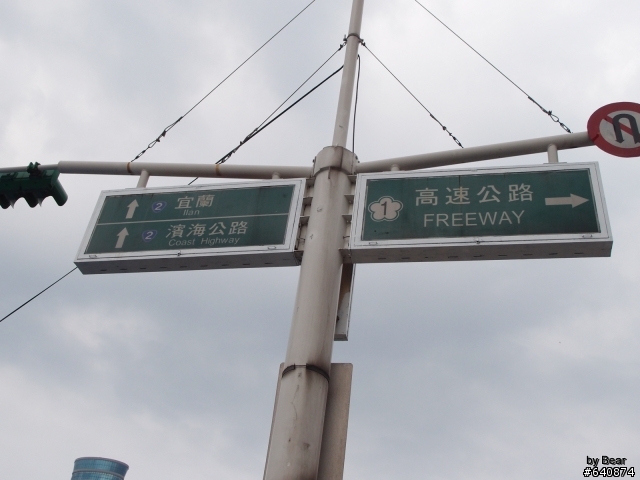 2 宜蘭
Ilan
2 濱海公路
Coast Highway
1 高速公路
FREEWAY
by Bear
#640874